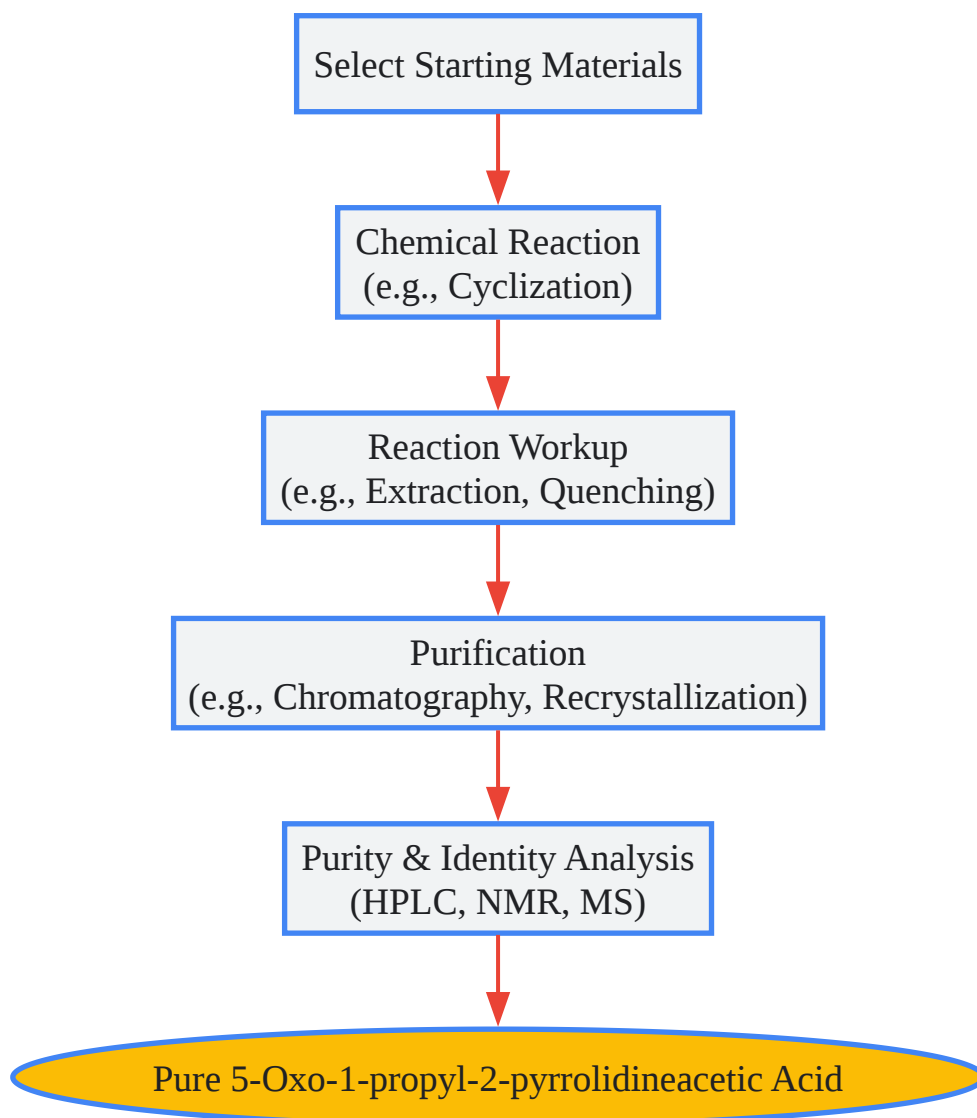 Select Starting Materials
Chemical Reaction
(e.g., Cyclization)
Reaction Workup
(e.g., Extraction, Quenching)
Purification
(e.g., Chromatography, Recrystallization)
Purity & Identity Analysis
(HPLC, NMR, MS)
Pure 5-Oxo-1-propyl-2-pyrrolidineacetic Acid